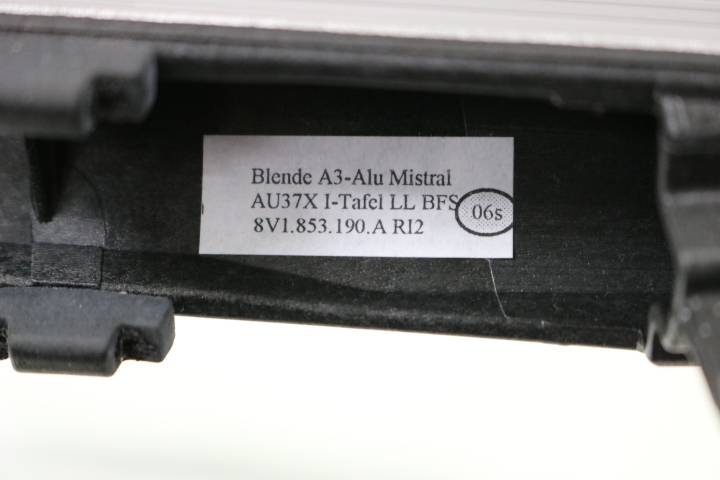 Blende A3-Alu Mistral
AU37X I-Tafel LL BFS
06s
8V1.853.190.A RI2